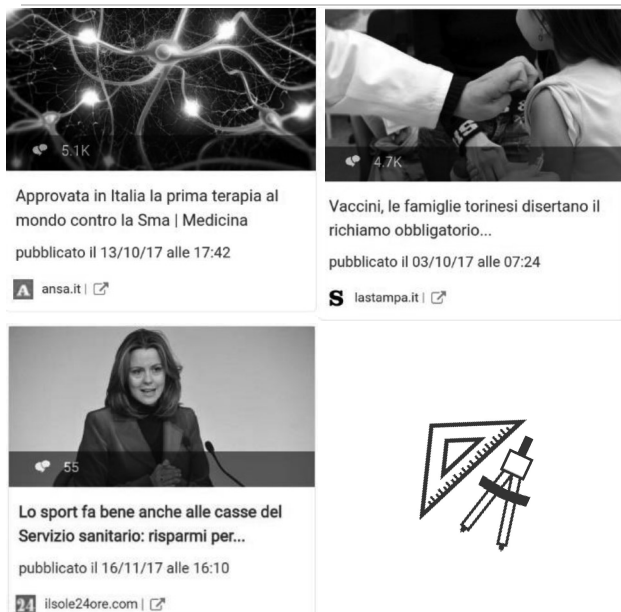 5.1K
Approvata in Italia la prima terapia al
mondo contro la Sma | Medicina
pubblicato il 13/10/17 alle 17:42
A ansa.it |
4.7K
Vaccini, le famiglie torinesi disertano il
richiamo obbligatorio...
pubblicato il 03/10/17 alle 07:24
S lastampa.it |
55
Lo sport fa bene anche alle casse del
Servizio sanitario: risparmi per...
pubblicato il 16/11/17 alle 16:10
24 ilsole24ore.com |